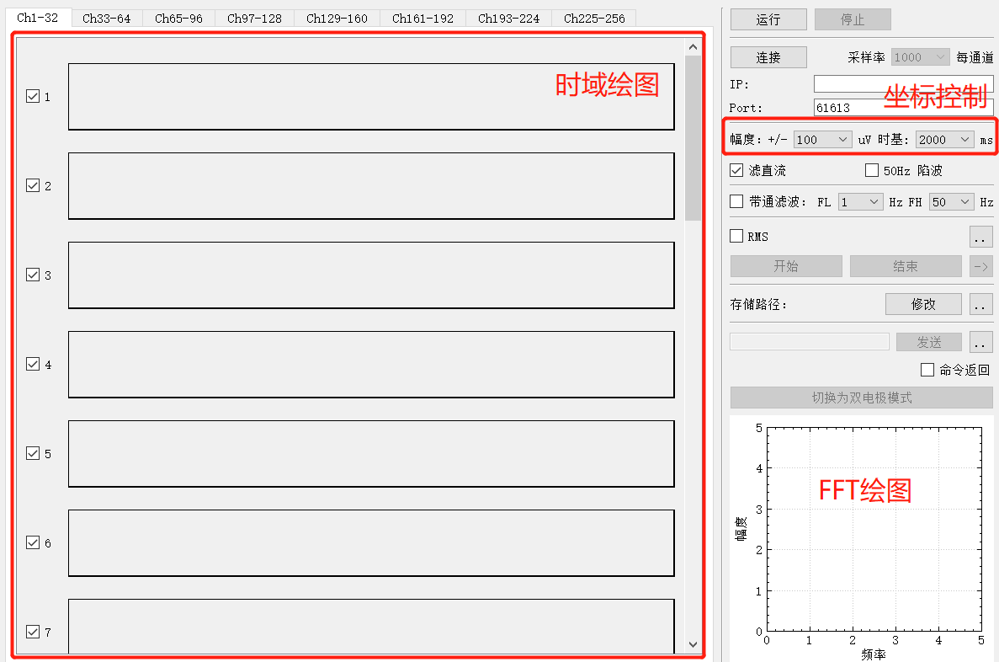 Ch1-32 Ch33-64 Ch65-96 Ch97-128 Ch129-160 Ch161-192 Ch193-224 Ch225-256
时域绘图
1
2
3
4
5
6
7
运行 停止
连接 采样率 1000 每通道
IP:
坐标控制
Port: 61613
幅度: +/- 100 uV 时基: 2000 ms
滤直流 50Hz 陷波
带通滤波: FL 1 Hz FH 50 Hz
RMS ..
开始 结束 ->
存储路径: 修改 ..
发送 ..
命令返回
切换为双电极模式
FFT绘图
5
4
3
2
1
0
幅度
0 1 2 3 4 5
频率